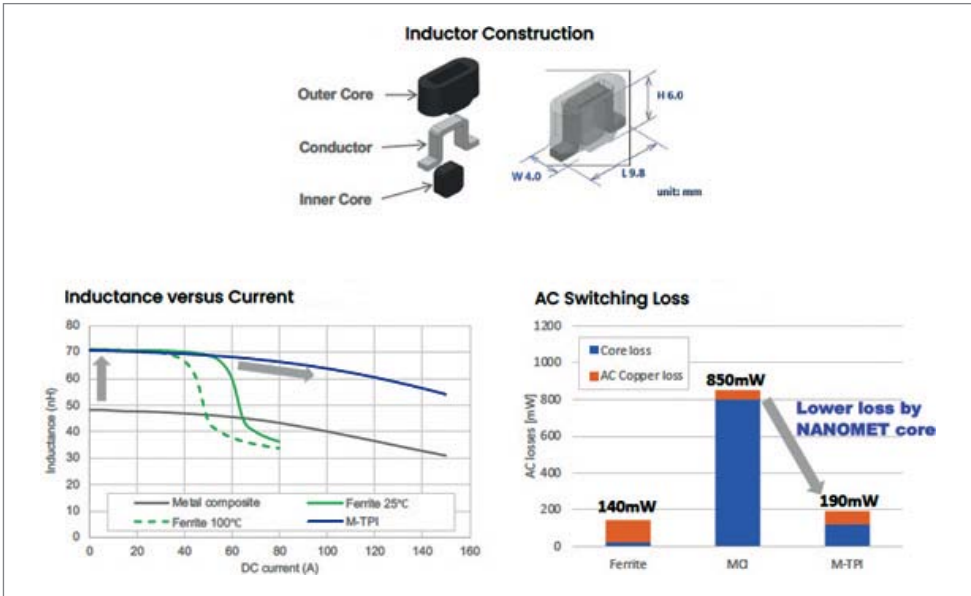 Inductor Construction
Outer Core
Conductor
Inner Core
H 6.0
W 4.0
L 9.8
unit: mm
Inductance versus Current
Inductance (nH)
80
70
60
50
40
30
20
10
0
Metal composite
Ferrite 25℃
Ferrite 100℃
M-TPI
0 20 40 60 80 100 120 140 160
DC current (A)
AC Switching Loss
AC losses [mW]
1200
1000
800
600
400
200
0
Core loss
AC Copper loss
850mW
Lower loss by
NANOMET core
140mW
190mW
Ferrite MCI M-TPI